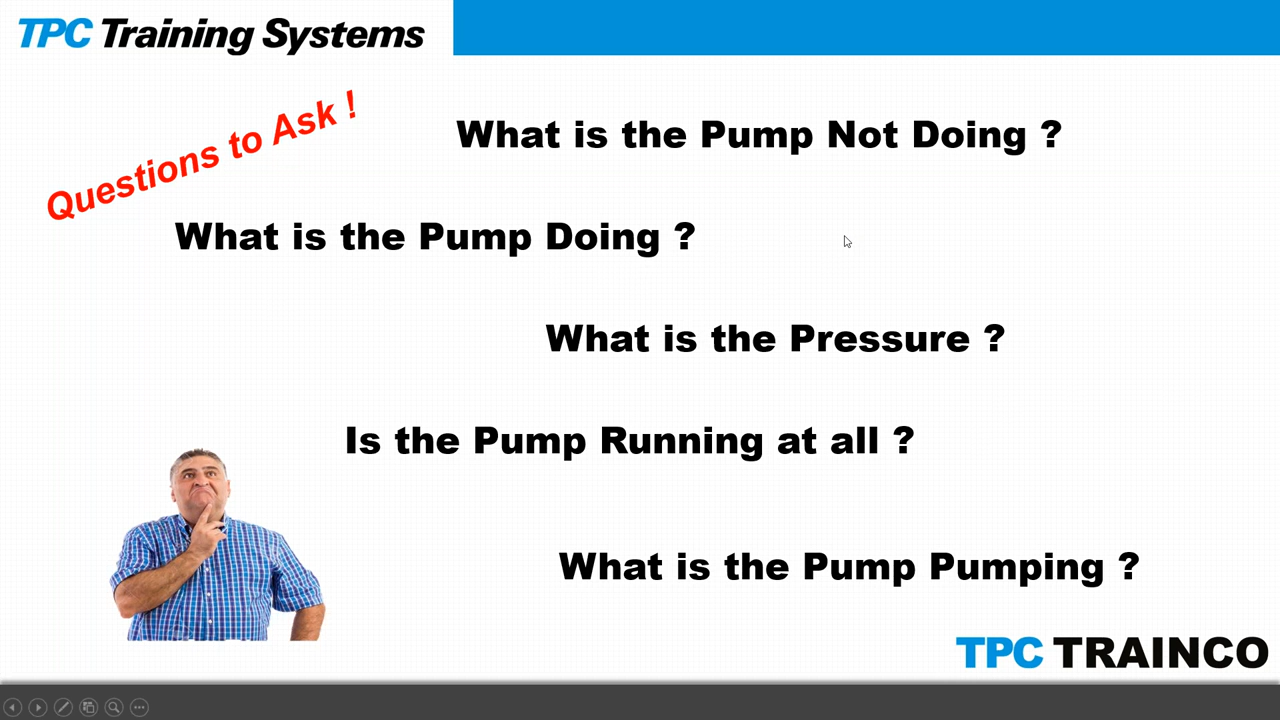 TPC Training Systems
Questions to Ask !
What is the Pump Not Doing ?
What is the Pump Doing ?
What is the Pressure ?
Is the Pump Running at all ?
What is the Pump Pumping ?
TPC TRAINCO